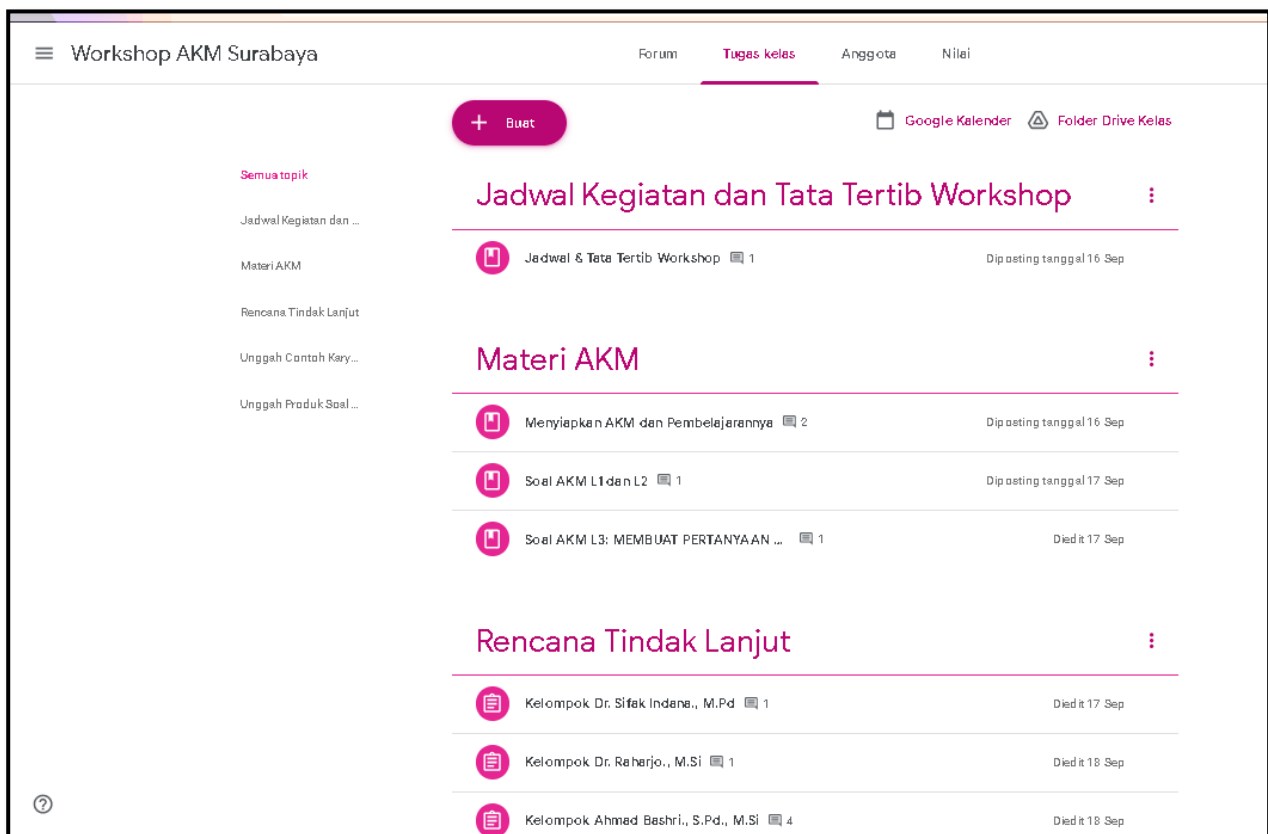 Workshop AKM Surabaya
Forum
Tugas kelas
Anggota
Nilai
Buat
Google Kalender
Folder Drive Kelas
Semua topik
Jadwal Kegiatan dan ...
Materi AKM
Rencana Tindak Lanjut
Unggah Contoh Kary...
Unggah Produk Soal ...
Jadwal Kegiatan dan Tata Tertib Workshop
Jadwal & Tata Tertib Workshop 1 Diposting tanggal 16 Sep
Materi AKM
Menyiapkan AKM dan Pembelajarannya 2 Diposting tanggal 16 Sep
Soal AKM L1 dan L2 1 Diposting tanggal 17 Sep
Soal AKM L3: MEMBUAT PERTANYAAN ... 1 Diedit 17 Sep
Rencana Tindak Lanjut
Kelompok Dr. Sifak Indana., M.Pd 1 Diedit 17 Sep
Kelompok Dr. Raharjo., M.Si 1 Diedit 18 Sep
Kelompok Ahmad Bashri., S.Pd., M.Si 4 Diedit 18 Sep